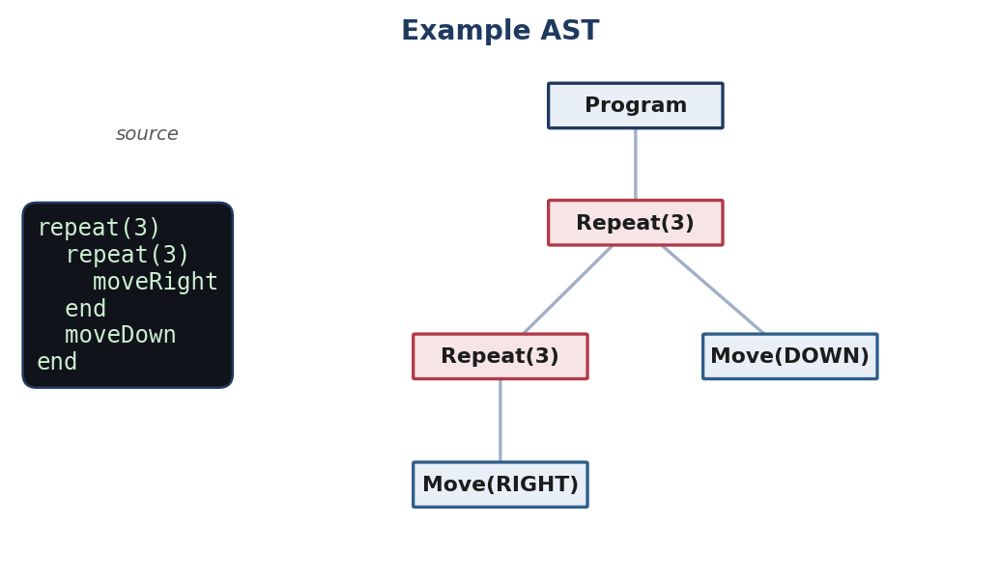 Example AST
source
repeat(3)
  repeat(3)
    moveRight
  end
  moveDown
end
Program
Repeat(3)
Repeat(3)
Move(DOWN)
Move(RIGHT)